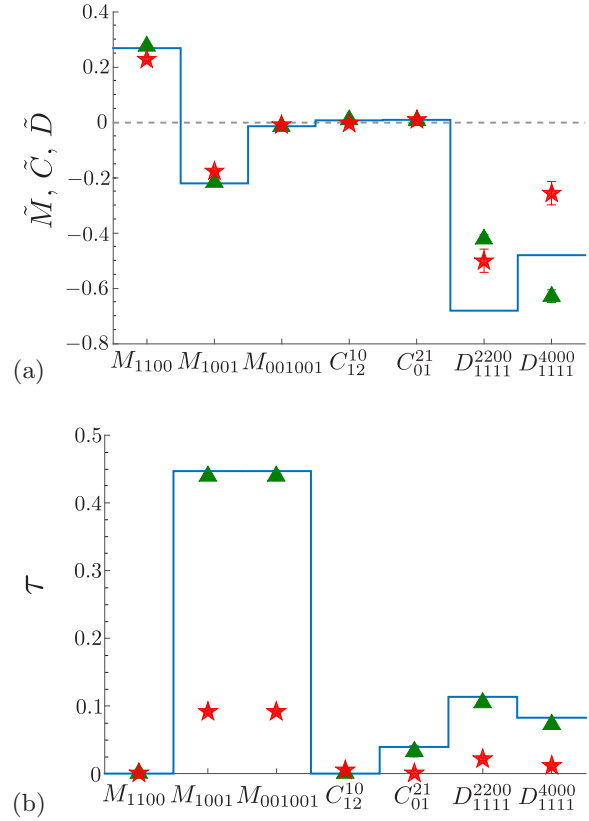 0.4
0.2
0
−0.2
−0.4
−0.6
−0.8
M̃, C̃, D̃
M₁₁₀₀ M₁₀₀₁ M₀₀₁₀₀₁ C₁₂¹⁰ C₀₁²¹ D₁₁₁₁²²⁰⁰ D₁₁₁₁⁴⁰⁰⁰
(a)
0.5
0.4
0.3
0.2
0.1
0
τ
M₁₁₀₀ M₁₀₀₁ M₀₀₁₀₀₁ C₁₂¹⁰ C₀₁²¹ D₁₁₁₁²²⁰⁰ D₁₁₁₁⁴⁰⁰⁰
(b)